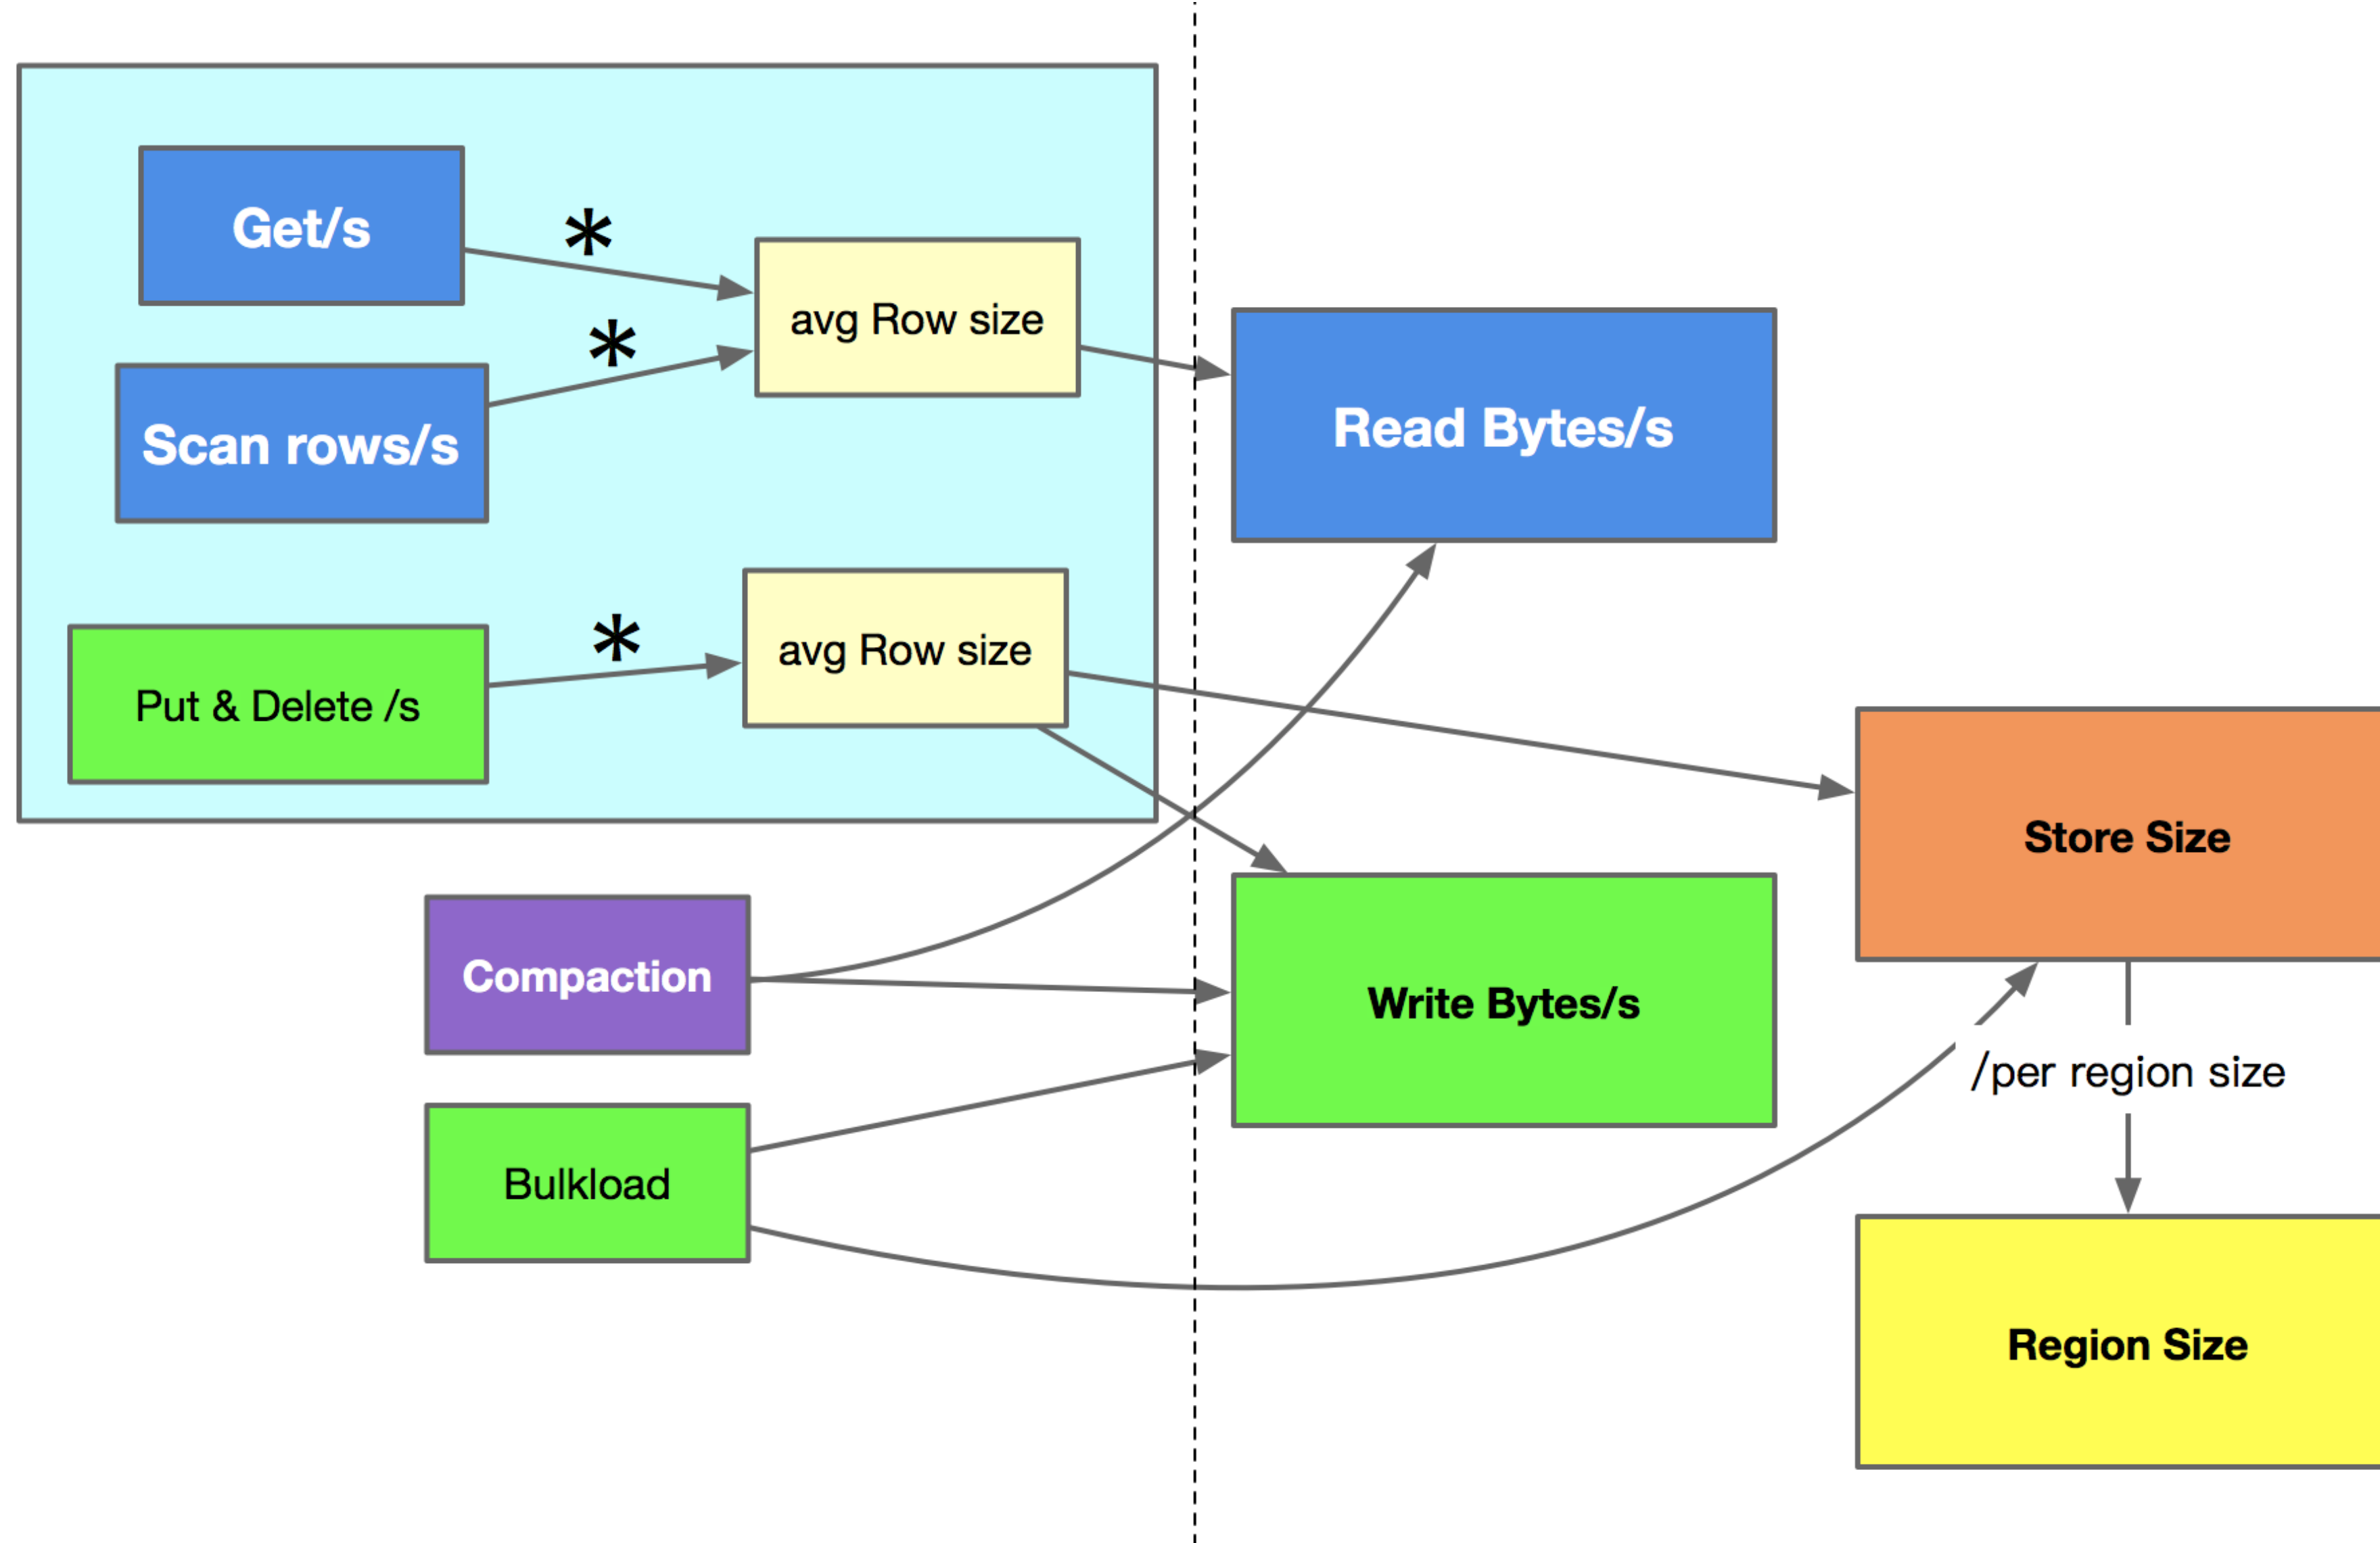 Get/s
*
avg Row size
*
Scan rows/s
Read Bytes/s
*
avg Row size
Put & Delete /s
Store Size
Compaction
Write Bytes/s
/per region size
Bulkload
Region Size